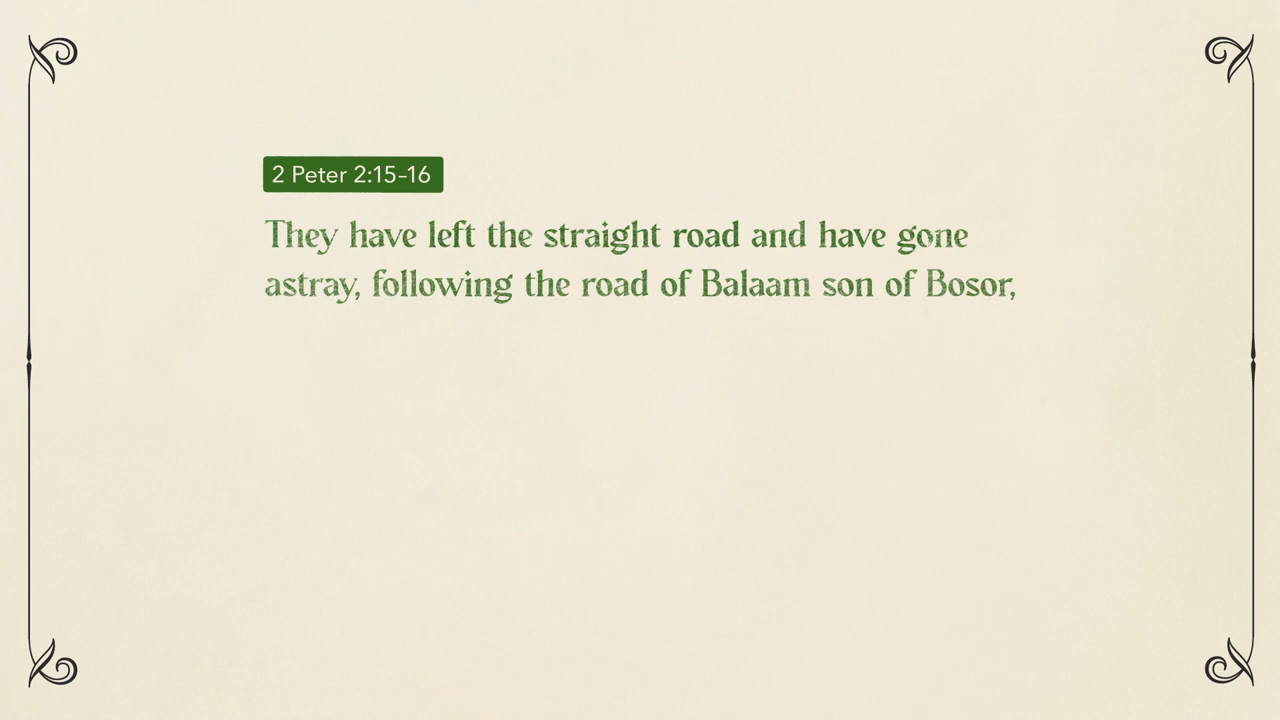 2 Peter 2:15-16
They have left the straight road and have gone
astray, following the road of Balaam son of Bosor,